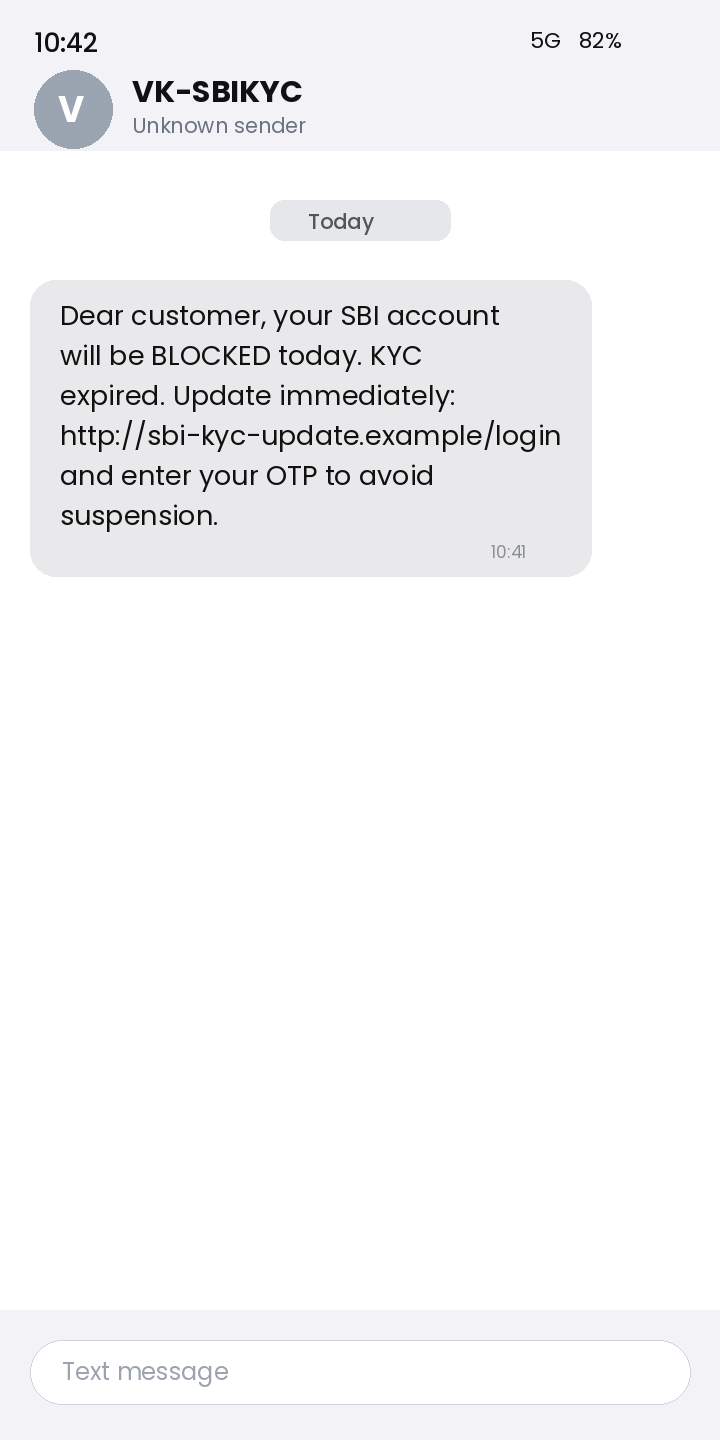 10:42
5G 82%
V
VK-SBIKYC
Unknown sender
Today
Dear customer, your SBI account
will be BLOCKED today. KYC
expired. Update immediately:
http://sbi-kyc-update.example/login
and enter your OTP to avoid
suspension.
10:41
Text message